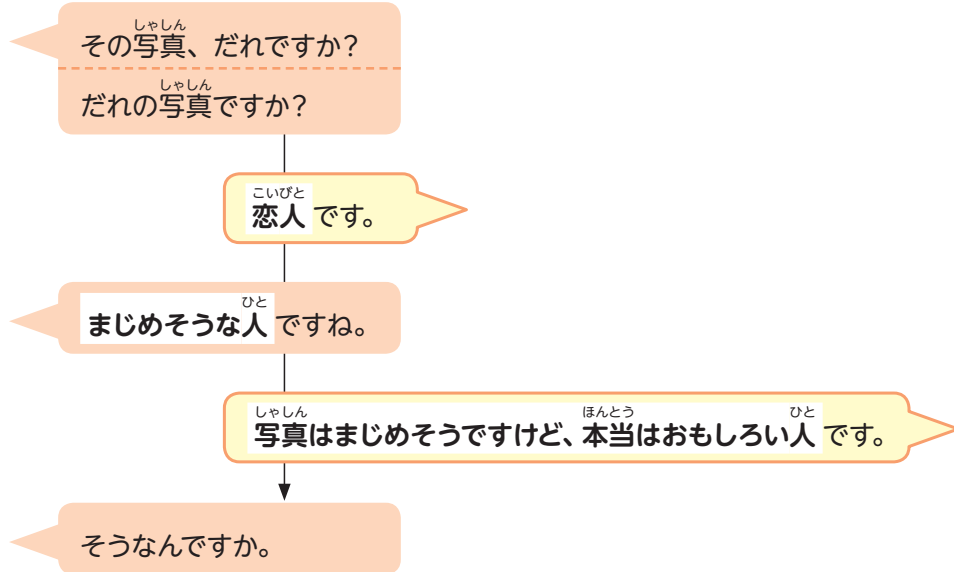 しゃしん
その写真、だれですか？
しゃしん
だれの写真ですか？
こいびと
恋人です。
ひと
まじめそうな人ですね。
しゃしん ほんとう ひと
写真はまじめそうですけど、本当はおもしろい人です。
そうなんですか。